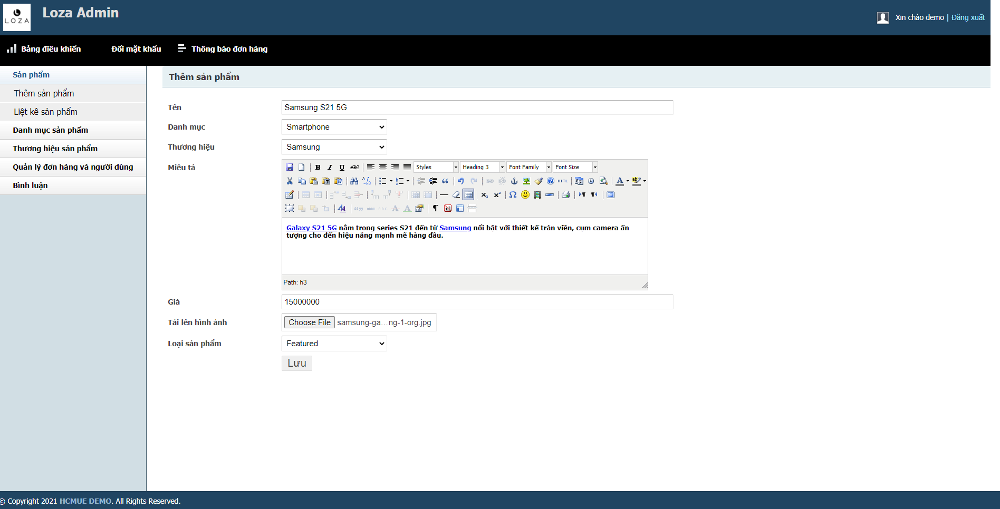 LOZA
Loza Admin
Xin chào demo | Đăng xuất
Bảng điều khiển
Đổi mặt khẩu
Thông báo đơn hàng
Sản phẩm
Thêm sản phẩm
Liệt kê sản phẩm
Danh mục sản phẩm
Thương hiệu sản phẩm
Quản lý đơn hàng và người dùng
Bình luận
Thêm sản phẩm
Tên
Samsung S21 5G
Danh mục
Smartphone
Thương hiệu
Samsung
Miêu tả
B I U ABC
Styles
Heading 3
Font Family
Font Size
HTML
Galaxy S21 5G nằm trong series S21 đến từ Samsung nổi bật với thiết kế tràn viền, cụm camera ấn
tượng cho đến hiệu năng mạnh mẽ hàng đầu.
Path: h3
Giá
15000000
Tải lên hình ảnh
Choose File samsung-ga...ng-1-org.jpg
Loại sản phẩm
Featured
Lưu
© Copyright 2021 HCMUE DEMO. All Rights Reserved.